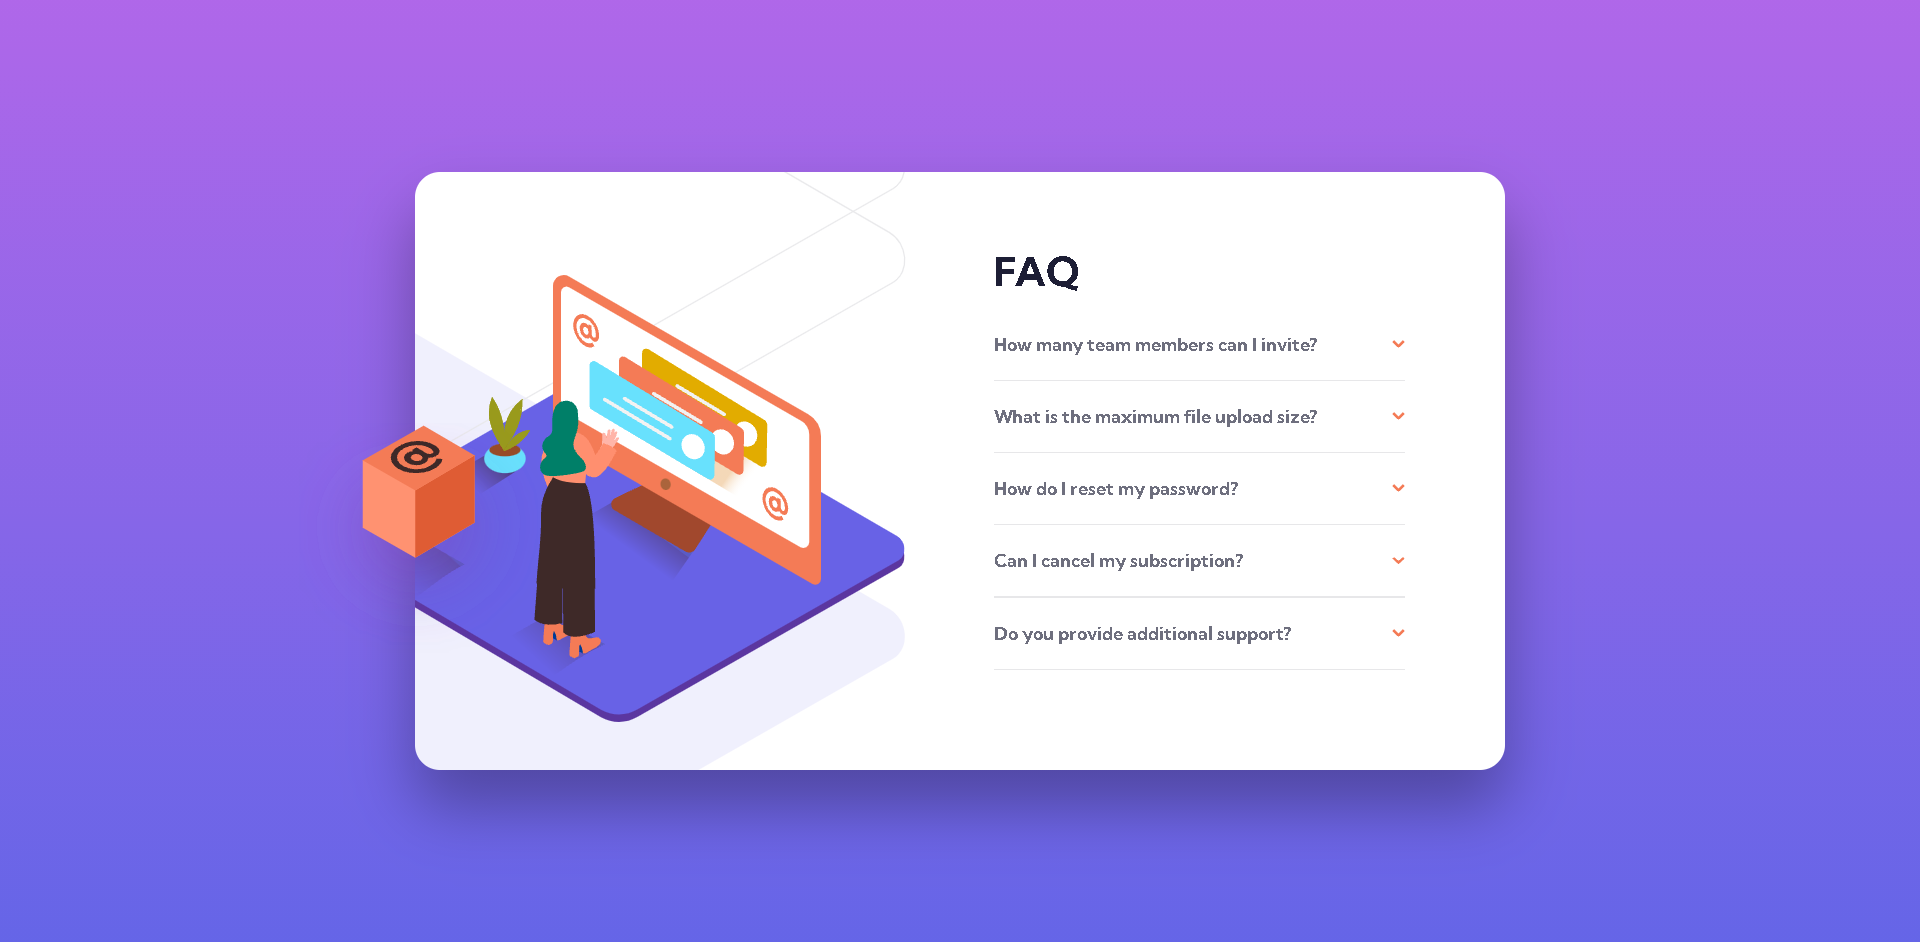 FAQ
How many team members can I invite?
What is the maximum file upload size?
How do I reset my password?
Can I cancel my subscription?
Do you provide additional support?
@
@
@